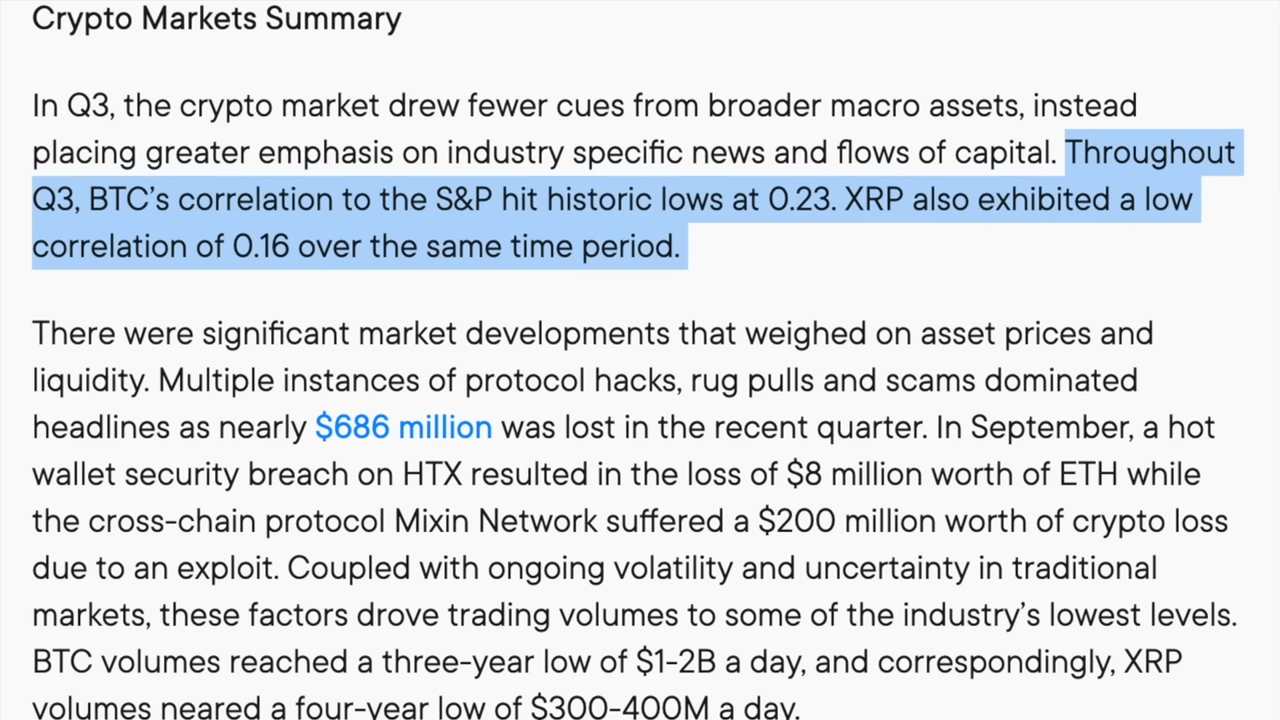 Crypto Markets Summary
In Q3, the crypto market drew fewer cues from broader macro assets, instead
placing greater emphasis on industry specific news and flows of capital. Throughout
Q3, BTC’s correlation to the S&P hit historic lows at 0.23. XRP also exhibited a low
correlation of 0.16 over the same time period.
There were significant market developments that weighed on asset prices and
liquidity. Multiple instances of protocol hacks, rug pulls and scams dominated
headlines as nearly $686 million was lost in the recent quarter. In September, a hot
wallet security breach on HTX resulted in the loss of $8 million worth of ETH while
the cross-chain protocol Mixin Network suffered a $200 million worth of crypto loss
due to an exploit. Coupled with ongoing volatility and uncertainty in traditional
markets, these factors drove trading volumes to some of the industry’s lowest levels.
BTC volumes reached a three-year low of $1-2B a day, and correspondingly, XRP
volumes neared a four-year low of $300-400M a day.